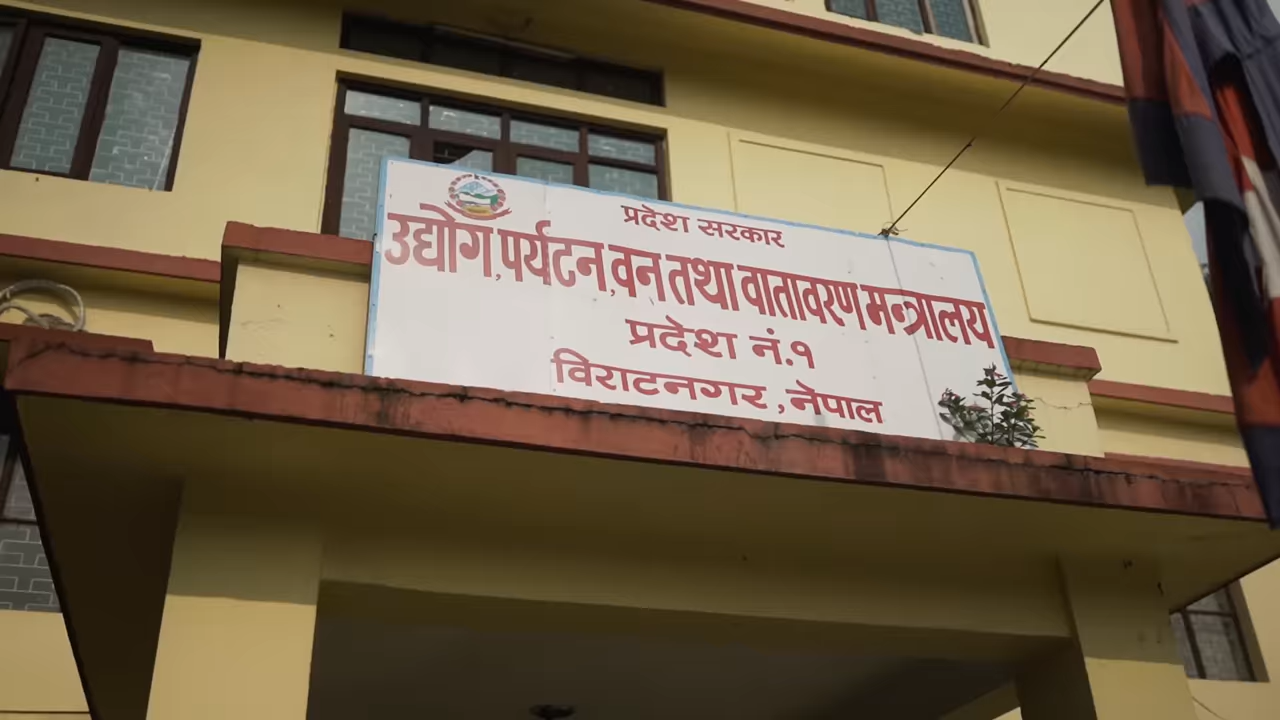 प्रदेश सरकार
उद्योग, पर्यटन, वन तथा वातावरण मन्त्रालय
प्रदेश नं.१
विराटनगर, नेपाल